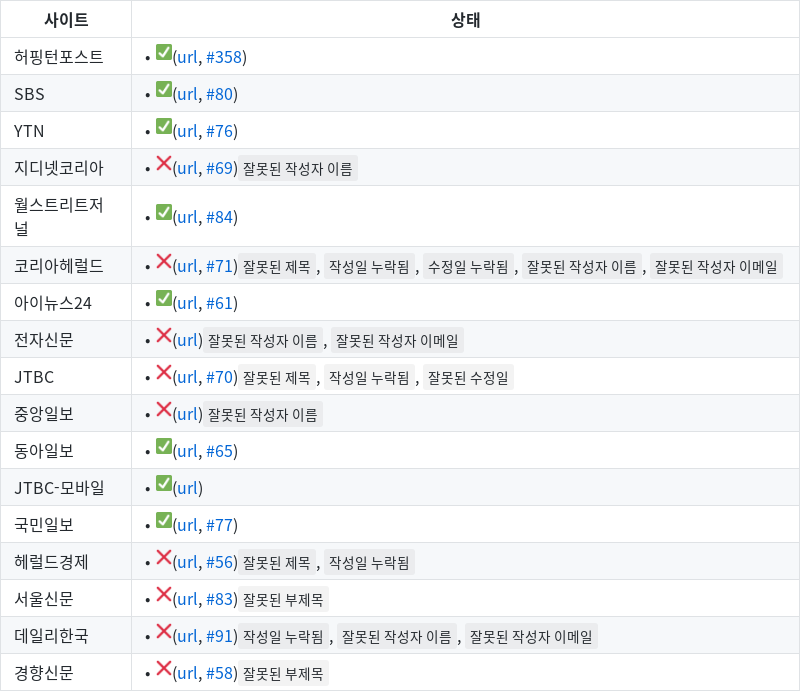 사이트 상태
허핑턴포스트 • ✅(url, #358)
SBS • ✅(url, #80)
YTN • ✅(url, #76)
지디넷코리아 • ❌(url, #69) 잘못된 작성자 이름
월스트리트저
널 • ✅(url, #84)
코리아헤럴드 • ❌(url, #71) 잘못된 제목 , 작성일 누락됨 , 수정일 누락됨 , 잘못된 작성자 이름 , 잘못된 작성자 이메일
아이뉴스24 • ✅(url, #61)
전자신문 • ❌(url) 잘못된 작성자 이름 , 잘못된 작성자 이메일
JTBC • ❌(url, #70) 잘못된 제목 , 작성일 누락됨 , 잘못된 수정일
중앙일보 • ❌(url) 잘못된 작성자 이름
동아일보 • ✅(url, #65)
JTBC-모바일 • ✅(url)
국민일보 • ✅(url, #77)
헤럴드경제 • ❌(url, #56) 잘못된 제목 , 작성일 누락됨
서울신문 • ❌(url, #83) 잘못된 부제목
데일리한국 • ❌(url, #91) 작성일 누락됨 , 잘못된 작성자 이름 , 잘못된 작성자 이메일
경향신문 • ❌(url, #58) 잘못된 부제목